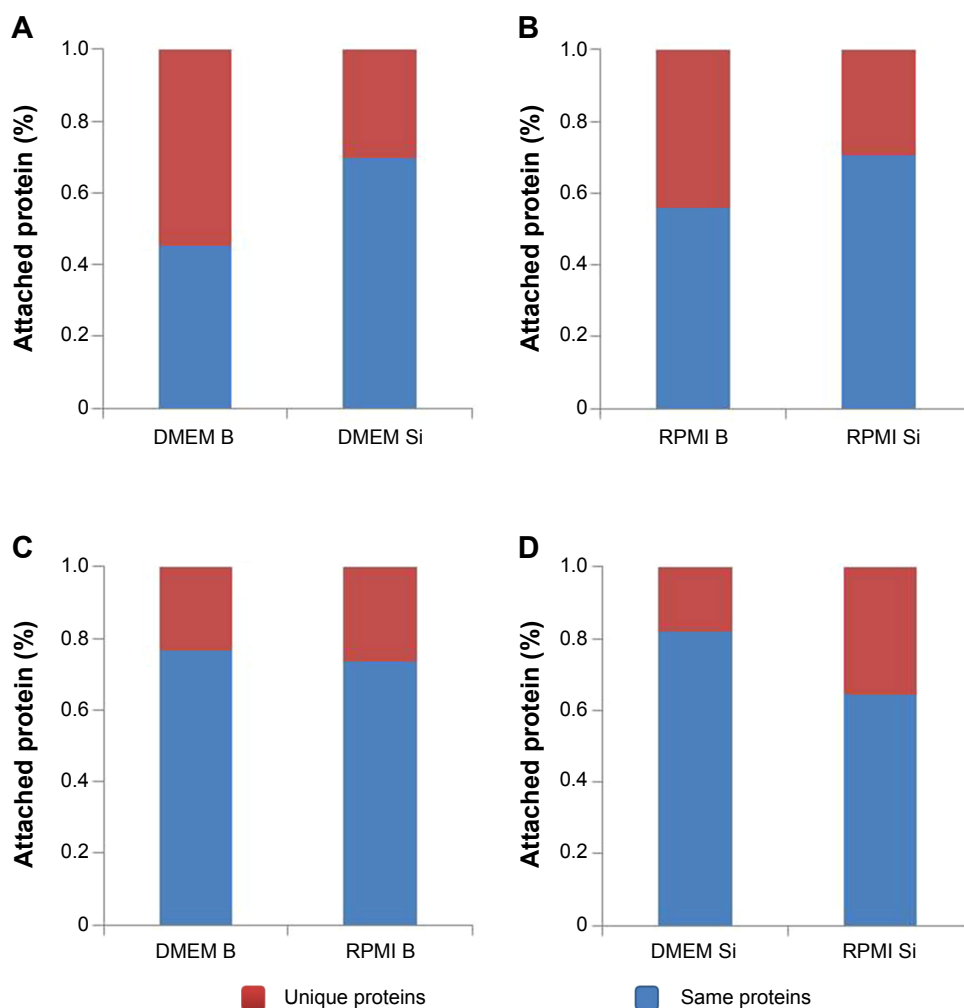 A
Attached protein (%)
1.0
0.8
0.6
0.4
0.2
0
DMEM B
DMEM Si
B
Attached protein (%)
1.0
0.8
0.6
0.4
0.2
0
RPMI B
RPMI Si
C
Attached protein (%)
1.0
0.8
0.6
0.4
0.2
0
DMEM B
RPMI B
D
Attached protein (%)
1.0
0.8
0.6
0.4
0.2
0
DMEM Si
RPMI Si
Unique proteins
Same proteins